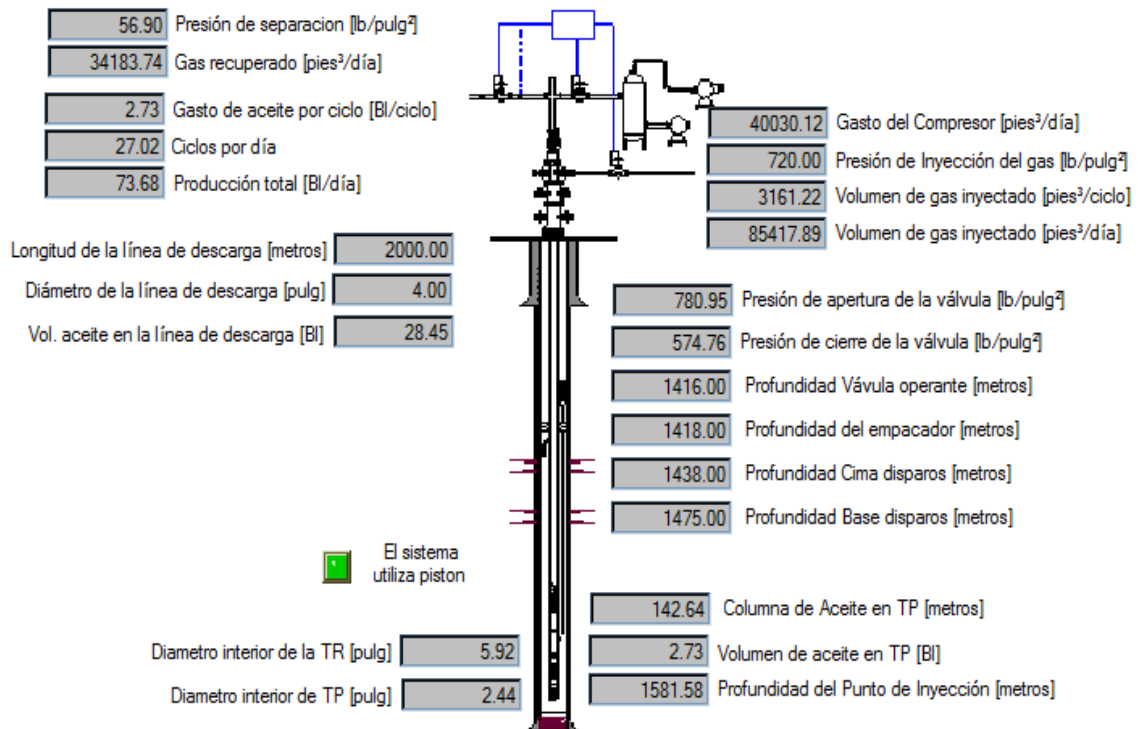 56.90 Presión de separacion [lb/pulg²]
34183.74 Gas recuperado [pies³/día]
2.73 Gasto de aceite por ciclo [Bl/ciclo]
27.02 Ciclos por día
73.68 Producción total [Bl/día]
40030.12 Gasto del Compresor [pies³/día]
720.00 Presión de Inyección del gas [lb/pulg²]
3161.22 Volumen de gas inyectado [pies³/ciclo]
85417.89 Volumen de gas inyectado [pies³/día]
Longitud de la línea de descarga [metros] 2000.00
Diámetro de la línea de descarga [pulg] 4.00
Vol. aceite en la línea de descarga [Bl] 28.45
780.95 Presión de apertura de la válvula [lb/pulg²]
574.76 Presión de cierre de la válvula [lb/pulg²]
1416.00 Profundidad Vávula operante [metros]
1418.00 Profundidad del empacador [metros]
1438.00 Profundidad Cima disparos [metros]
1475.00 Profundidad Base disparos [metros]
El sistema
utiliza piston
142.64 Columna de Aceite en TP [metros]
2.73 Volumen de aceite en TP [Bl]
1581.58 Profundidad del Punto de Inyección [metros]
Diametro interior de la TR [pulg] 5.92
Diametro interior de TP [pulg] 2.44